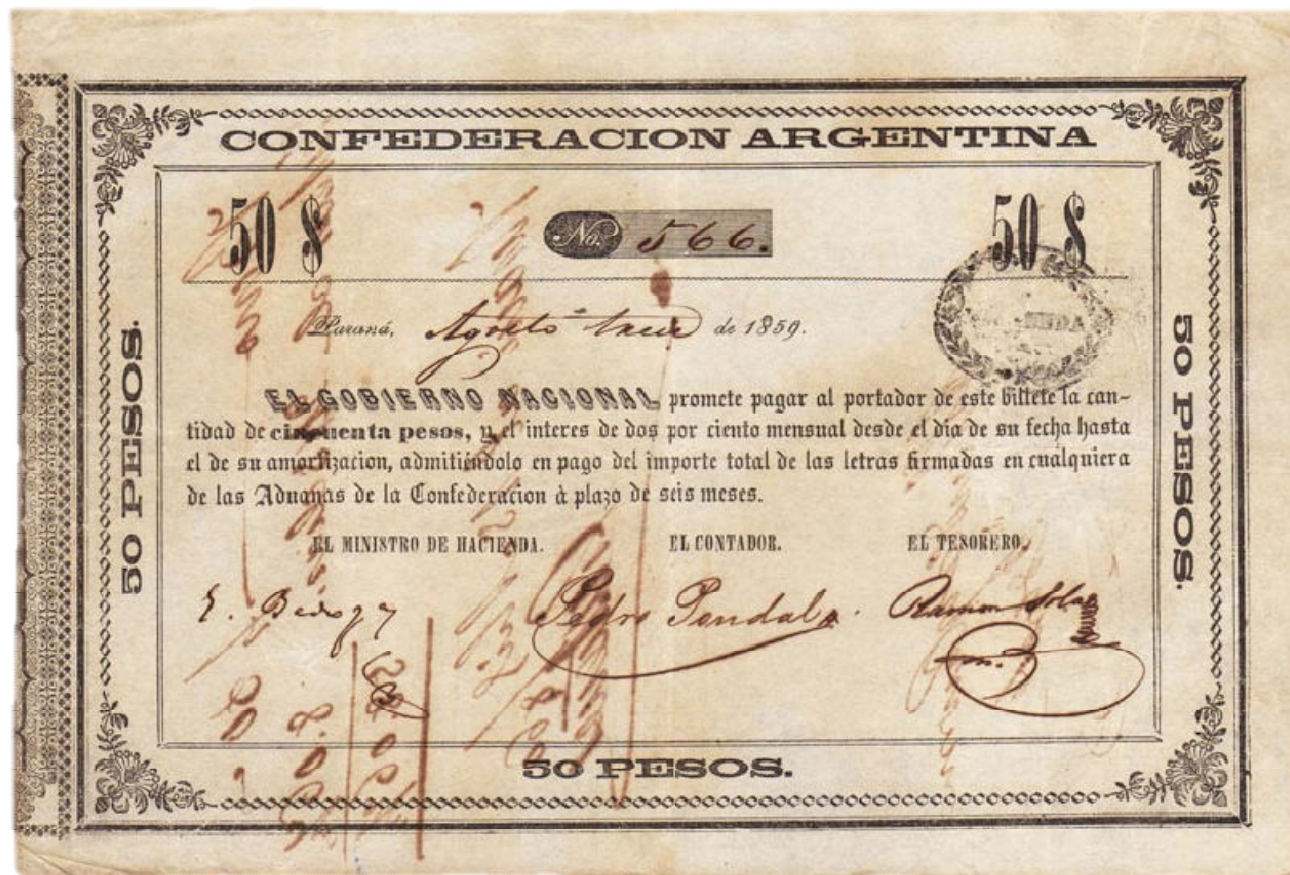 CONFEDERACION ARGENTINA
50 $ No. 566. 50 $
Paraná, Agosto trece de 1859.
EL GOBIERNO NACIONAL promete pagar al portador de este billete la can-
tidad de cincuenta pesos, y el interes de dos por ciento mensual desde el dia de su fecha hasta
el de su amortizacion, admitiéndolo en pago del importe total de las letras firmadas en cualquiera
de las Aduanas de la Confederacion à plazo de seis meses.
EL MINISTRO DE HACIENDA. EL CONTADOR. EL TESORERO.
Pedro Pondal Ramon
50 PESOS.
50 PESOS.
50 PESOS.